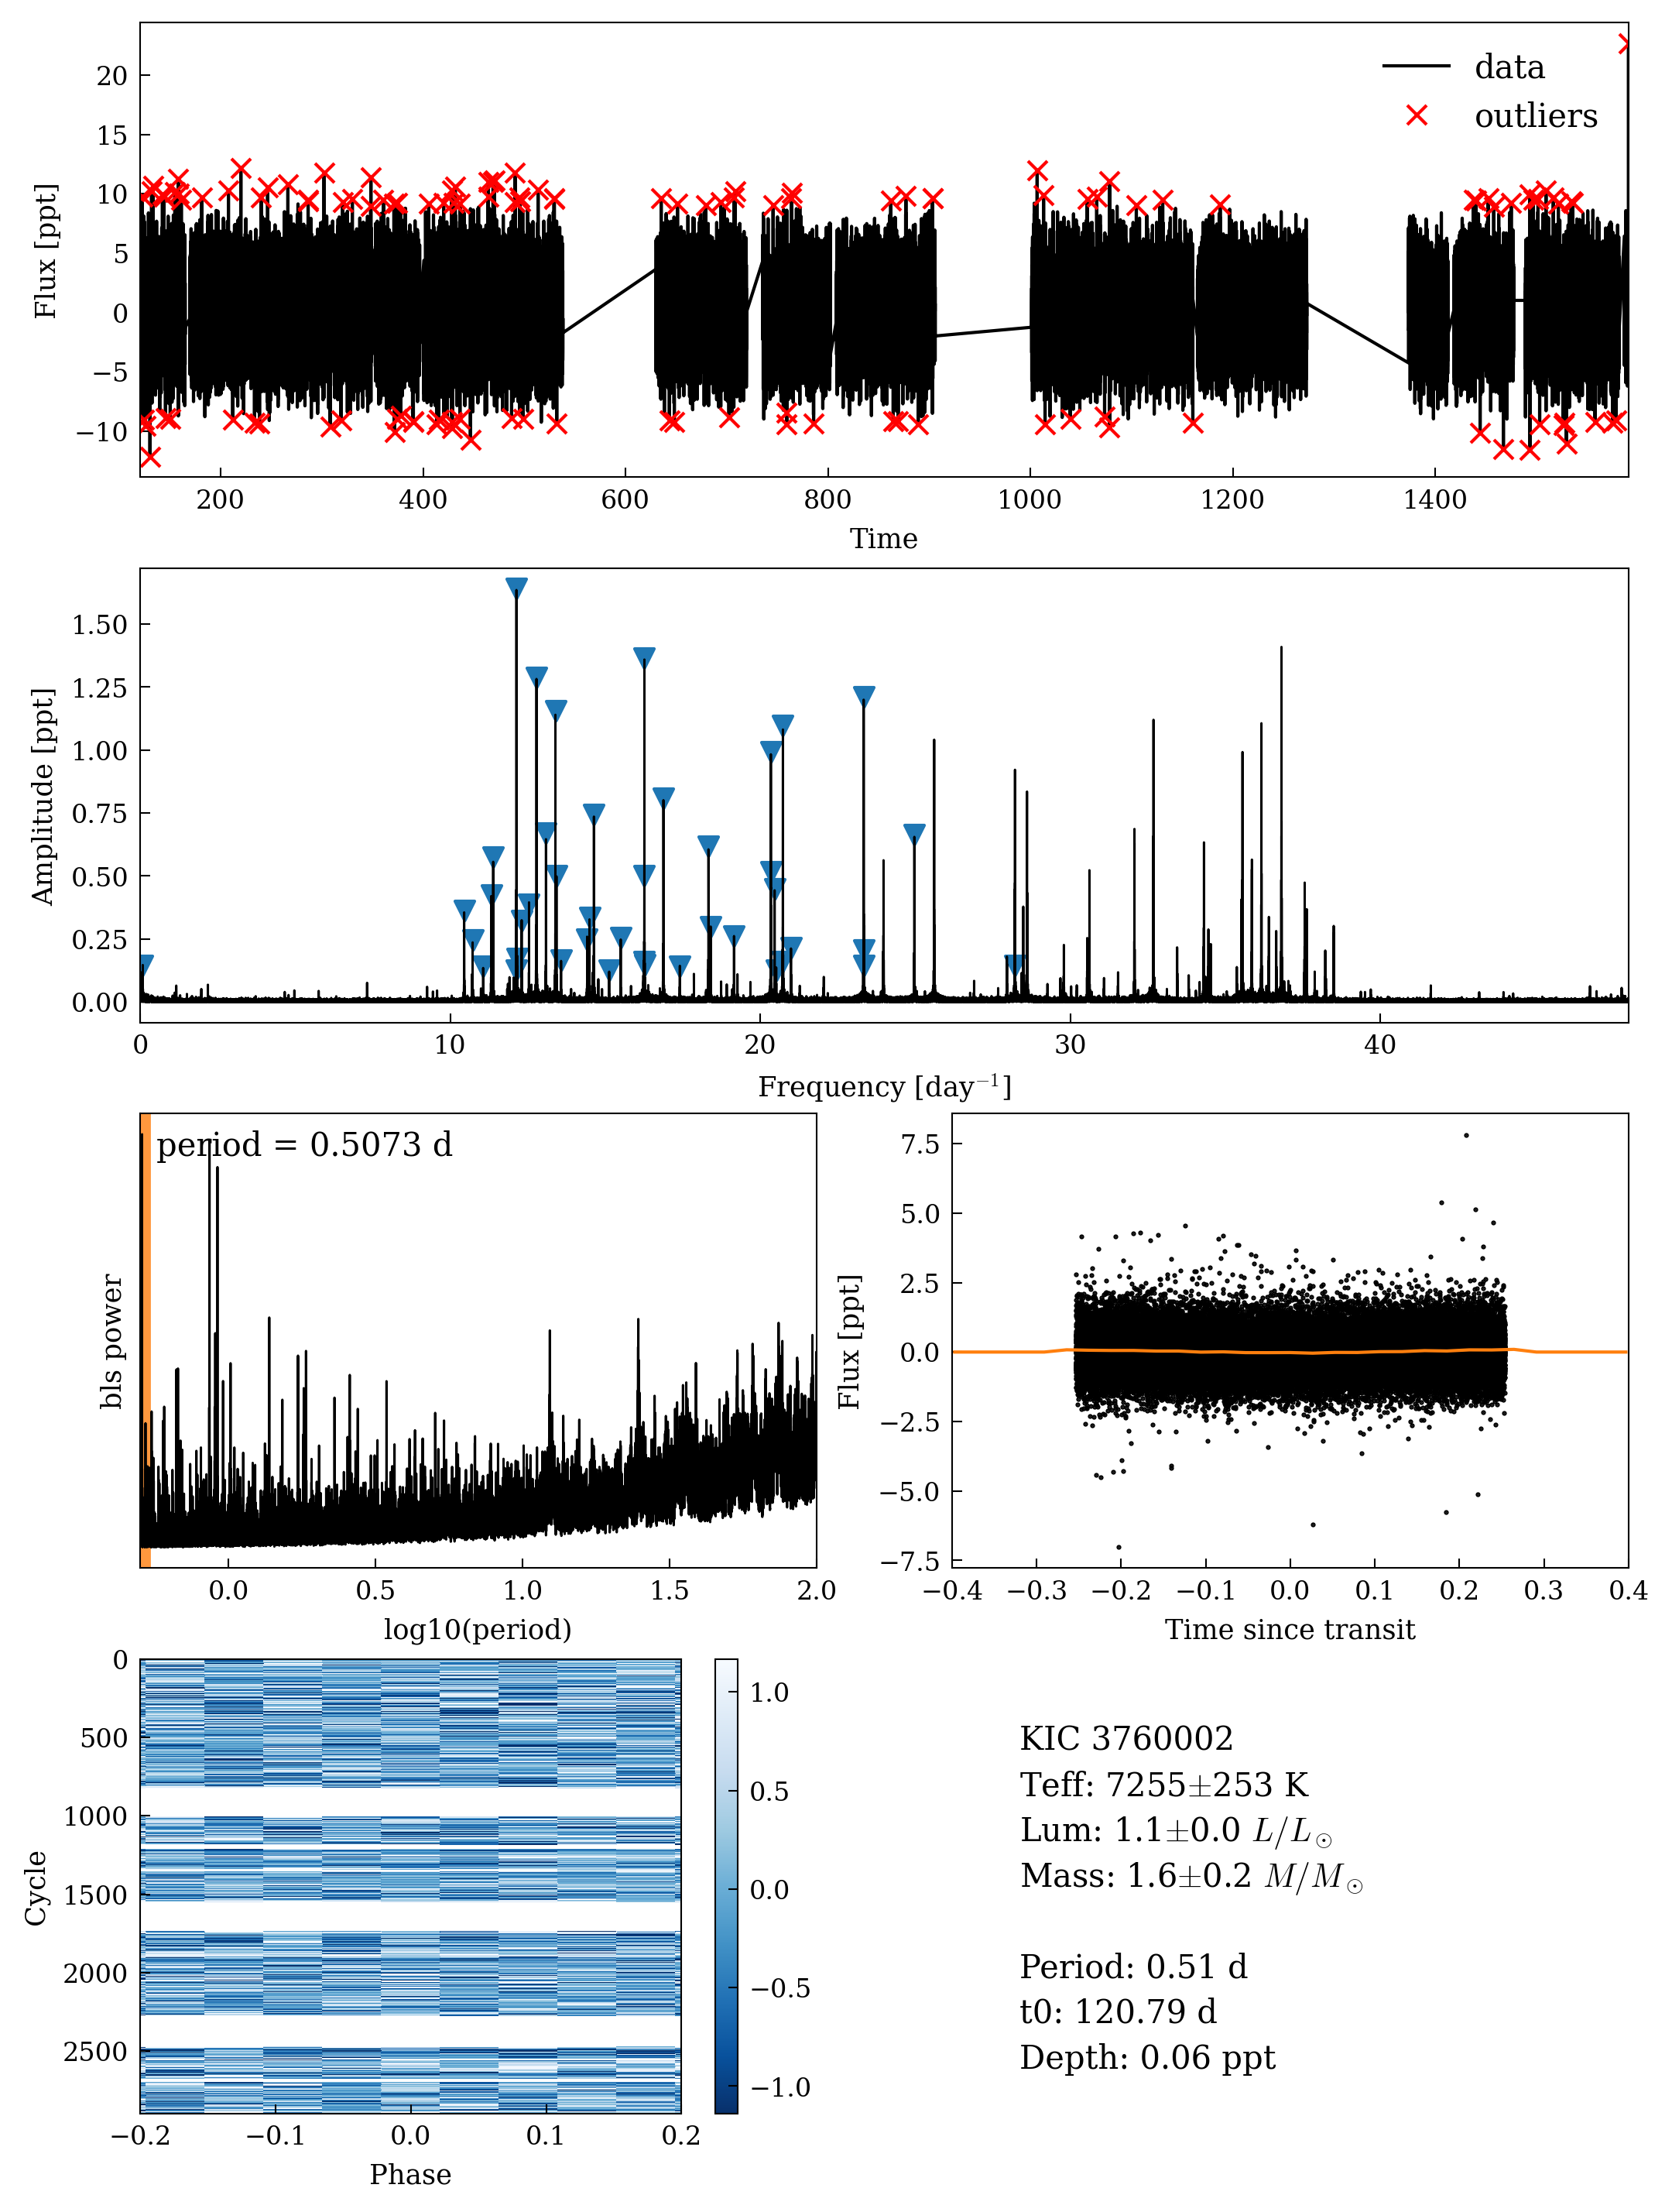 data
outliers
20
15
10
5
0
−5
−10
Flux [ppt]
200 400 600 800 1000 1200 1400
Time
1.50
1.25
1.00
0.75
0.50
0.25
0.00
Amplitude [ppt]
0 10 20 30 40
Frequency [day⁻¹]
period = 0.5073 d
bls power
0.0 0.5 1.0 1.5 2.0
log10(period)
7.5
5.0
2.5
0.0
−2.5
−5.0
−7.5
Flux [ppt]
−0.4 −0.3 −0.2 −0.1 0.0 0.1 0.2 0.3 0.4
Time since transit
0
500
1000
1500
2000
2500
Cycle
−0.2 −0.1 0.0 0.1 0.2
Phase
1.0
0.5
0.0
−0.5
−1.0
KIC 3760002
Teff: 7255±253 K
Lum: 1.1±0.0 L/L☉
Mass: 1.6±0.2 M/M☉
Period: 0.51 d
t0: 120.79 d
Depth: 0.06 ppt